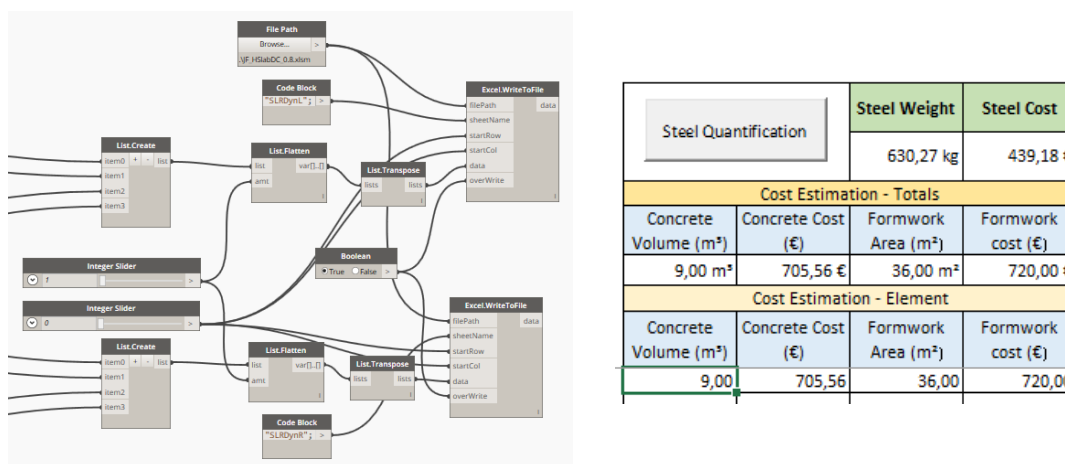 File Path
Browse... >
.\JF_HSlabDC_0.8.xlsm
Code Block
"SLRDynL"; >
Excel.WriteToFile
filePath data
sheetName
startRow
startCol
data
overWrite
List.Create
item0 + - list
item1
item2
item3
List.Flatten
list var[]..[]
amt
List.Transpose
lists lists
Boolean
True False >
Integer Slider
1 >
Integer Slider
0 >
Excel.WriteToFile
filePath data
sheetName
startRow
startCol
data
overWrite
List.Create
item0 + - list
item1
item2
item3
List.Flatten
list var[]..[]
amt
List.Transpose
lists lists
Code Block
"SLRDynR"; >
Steel Quantification
Steel Weight Steel Cost
630,27 kg 439,18 €
Cost Estimation - Totals
Concrete Volume (m³) Concrete Cost (€) Formwork Area (m²) Formwork cost (€)
9,00 m³ 705,56 € 36,00 m² 720,00 €
Cost Estimation - Element
Concrete Volume (m³) Concrete Cost (€) Formwork Area (m²) Formwork cost (€)
9,00 705,56 36,00 720,00